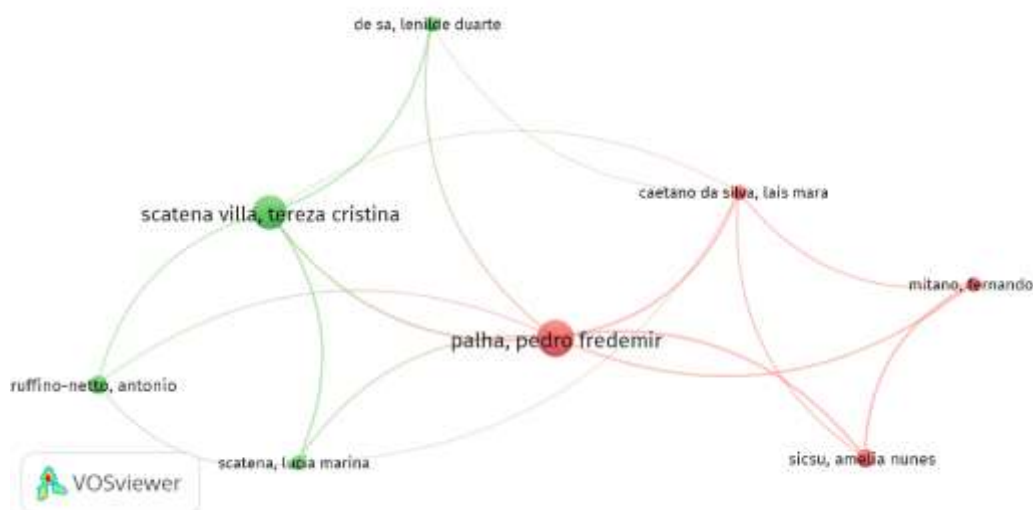 de sa, lenilde duarte
caetano da silva, lais mara
scatena villa, tereza cristina
mitano, fernando
palha, pedro fredemir
ruffino-netto, antonio
scatena, lucia marina
sicsu, amelia nunes
VOSviewer